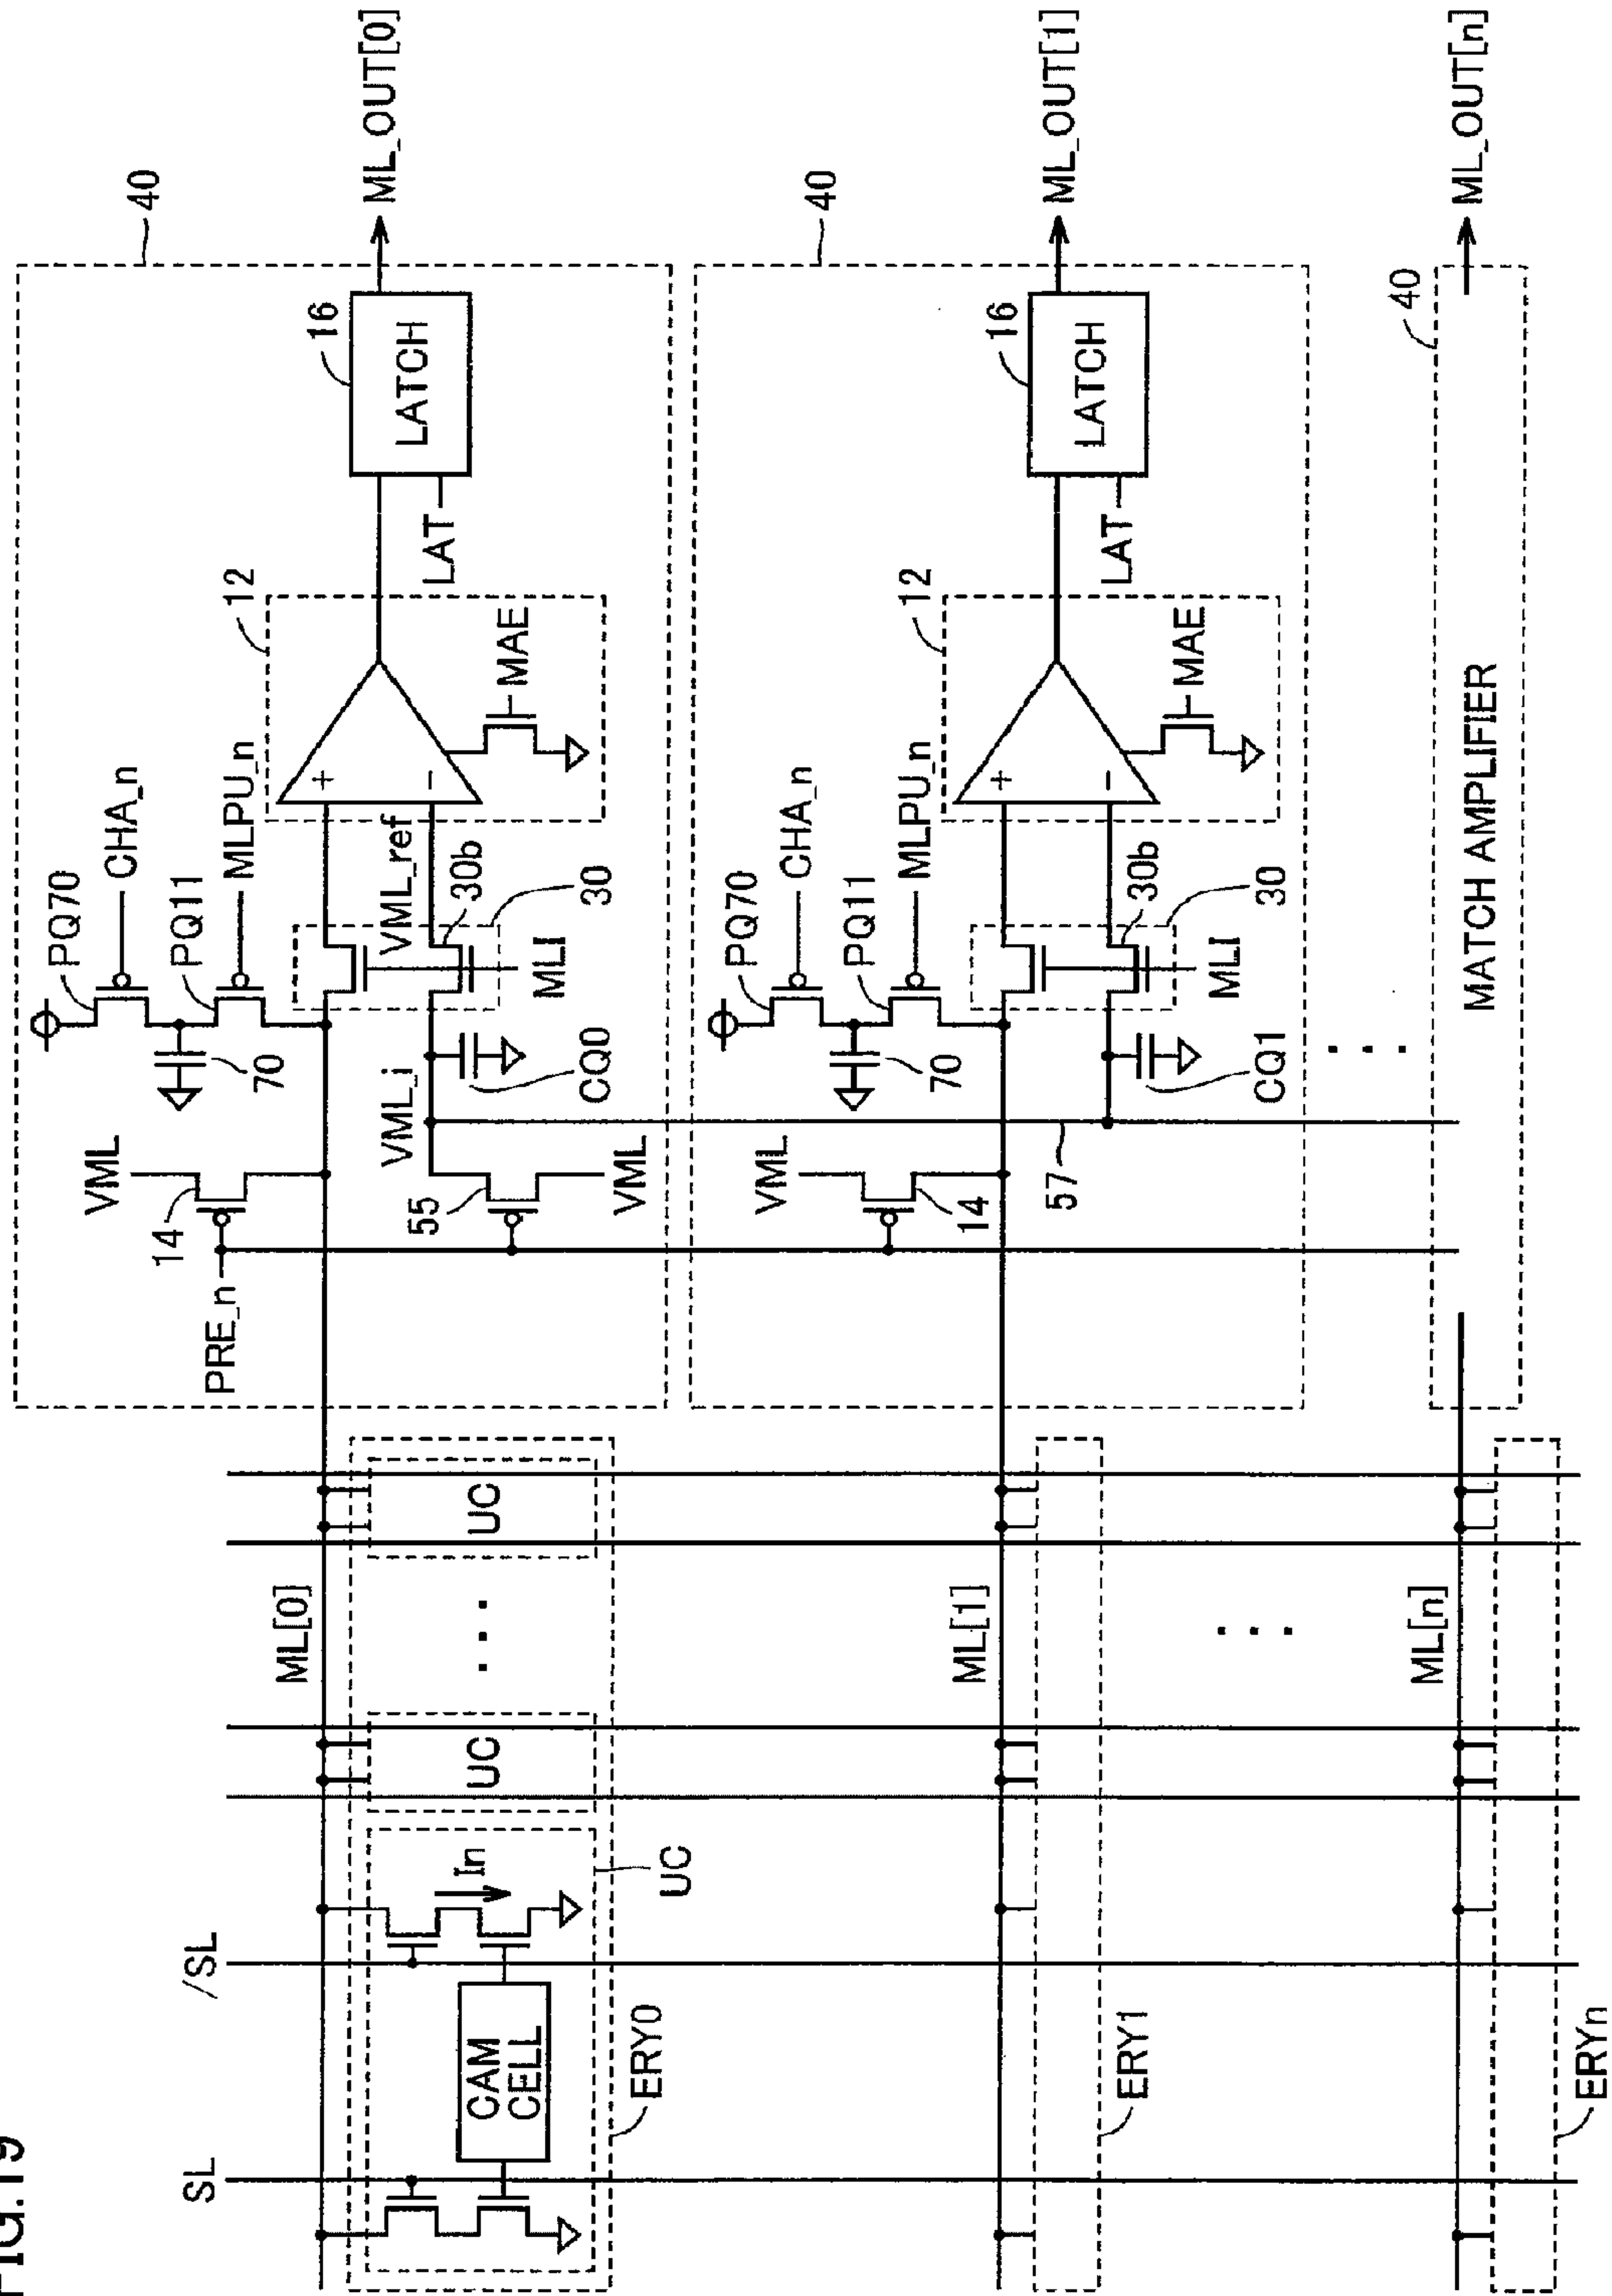 FIG.19
SL
/SL
CAM
CELL
In
UC
ERY0
UC
UC
ML[0]
PRE_n
14
VML
55
VML
VML_i
CQ0
70
PQ70
CHA_n
PQ11
MLPU_n
VML_ref
30b
30
MLI
12
+
−
MAE
16
LATCH
LAT
40
ML_OUT[0]
ERY1
ML[1]
14
VML
57
CQ1
70
PQ70
CHA_n
PQ11
MLPU_n
30b
30
MLI
12
+
−
MAE
16
LATCH
LAT
40
ML_OUT[1]
ERYn
ML[n]
MATCH AMPLIFIER
40
ML_OUT[n]